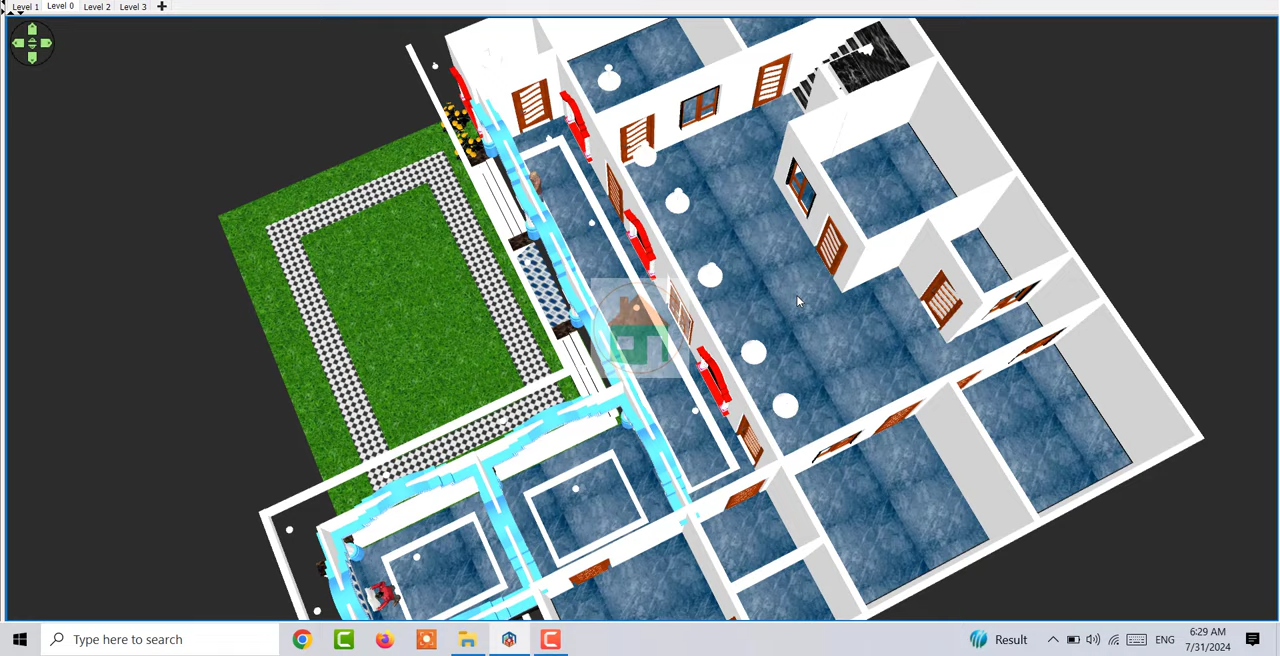 Level 1 Level 0 Level 2 Level 3
Type here to search
Result
ENG
6:29 AM
7/31/2024